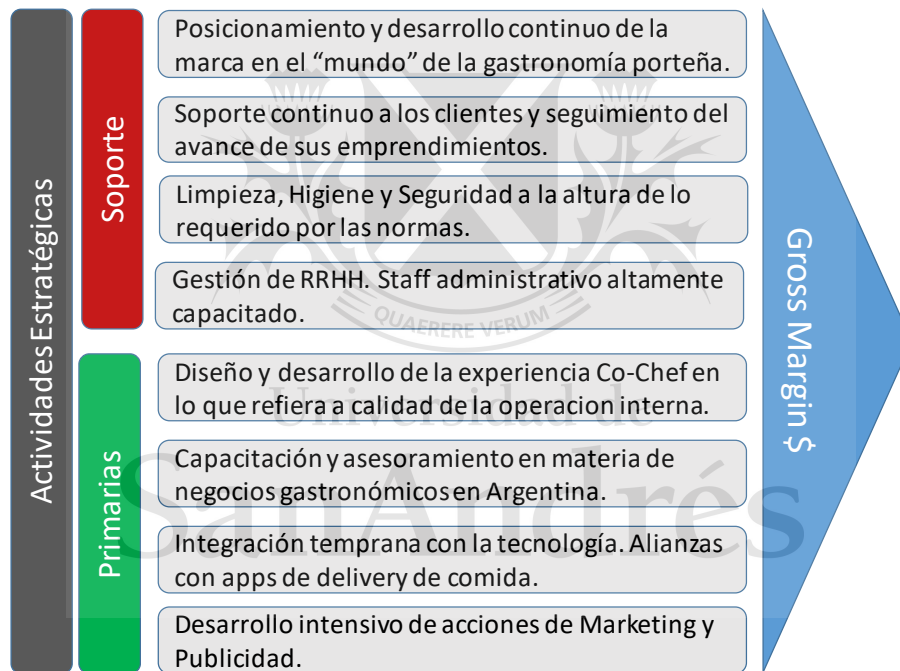 Actividades Estratégicas
Soporte
Posicionamiento y desarrollo continuo de la
marca en el “mundo” de la gastronomía porteña.
Soporte continuo a los clientes y seguimiento del
avance de sus emprendimientos.
Limpieza, Higiene y Seguridad a la altura de lo
requerido por las normas.
Gestión de RRHH. Staff administrativo altamente
capacitado.
Primarias
Diseño y desarrollo de la experiencia Co-Chef en
lo que refiera a calidad de la operacion interna.
Capacitación y asesoramiento en materia de
negocios gastronómicos en Argentina.
Integración temprana con la tecnología. Alianzas
con apps de delivery de comida.
Desarrollo intensivo de acciones de Marketing y
Publicidad.
Gross Margin $
QUAERERE VERUM
Universidad de
SanAndrés